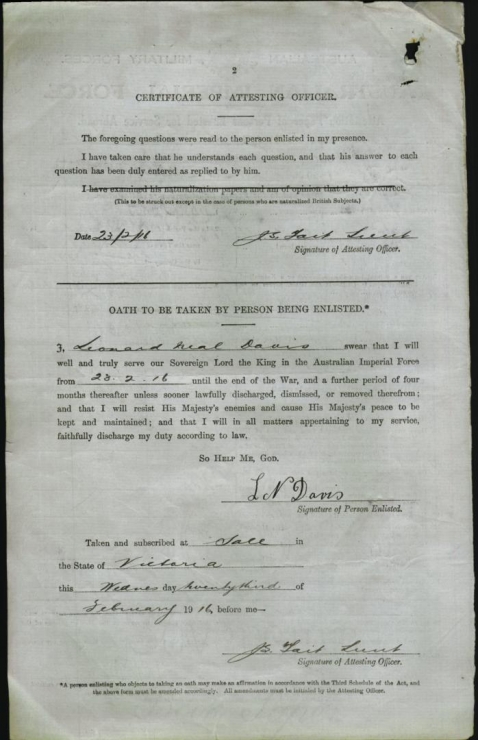 2
CERTIFICATE OF ATTESTING OFFICER.
The foregoing questions were read to the person enlisted in my presence.
I have taken care that he understands each question, and that his answer to each
question has been duly entered as replied to by him.
I have examined his naturalization papers and am of opinion that they are correct.
(This to be struck out except in the case of persons who are naturalized British Subjects.)
Date 23/2/16 Tait Lieut
Signature of Attesting Officer.
OATH TO BE TAKEN BY PERSON BEING ENLISTED.*
I, Leonard Neal Davis swear that I will
well and truly serve our Sovereign Lord the King in the Australian Imperial Force
from 23.2.16 until the end of the War, and a further period of four
months thereafter unless sooner lawfully discharged, dismissed, or removed therefrom;
and that I will resist His Majesty's enemies and cause His Majesty's peace to be
kept and maintained; and that I will in all matters appertaining to my service,
faithfully discharge my duty according to law.
SO HELP ME, GOD.
L N Davis
Signature of Person Enlisted.
Taken and subscribed at Sale in
the State of Victoria
this Wednesday twenty third of
February 1916, before me—
Tait Lieut
Signature of Attesting Officer.
*A person enlisting who objects to taking an oath may make an affirmation in accordance with the Third Schedule of the Act, and
the above form must be amended accordingly. All amendments must be initialed by the Attesting Officer.